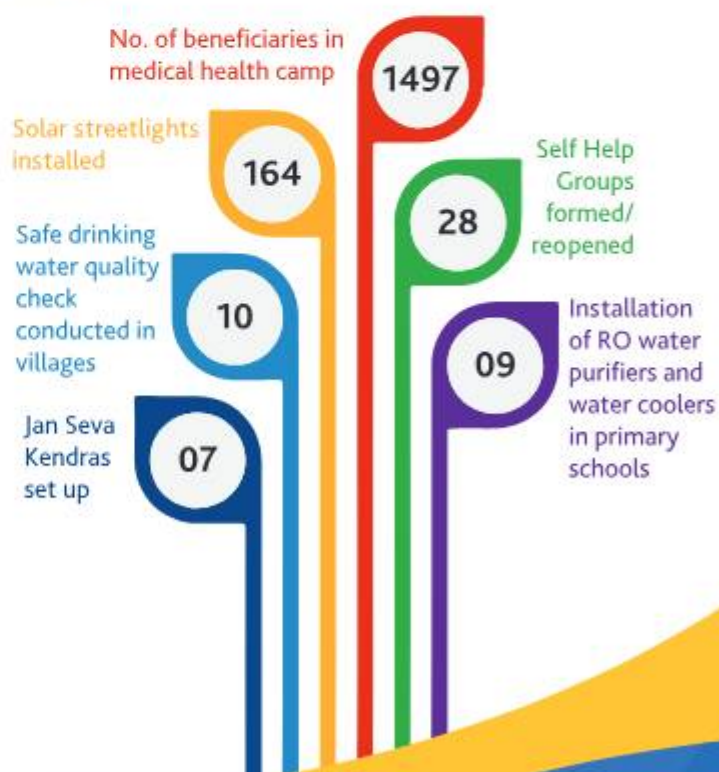 No. of beneficiaries in
medical health camp
1497
Solar streetlights
installed
164
Self Help
Groups
formed/
reopened
28
Safe drinking
water quality
check
conducted in
villages
10
Installation
of RO water
purifiers and
water coolers
in primary
schools
09
Jan Seva
Kendras
set up
07